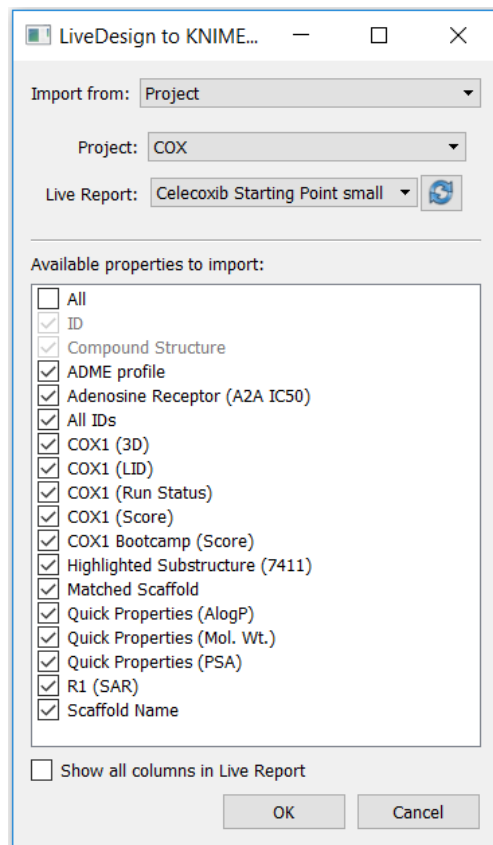 LiveDesign to KNIME...
Import from: Project
Project: COX
Live Report: Celecoxib Starting Point small
Available properties to import:
All
ID
Compound Structure
ADME profile
Adenosine Receptor (A2A IC50)
All IDs
COX1 (3D)
COX1 (LID)
COX1 (Run Status)
COX1 (Score)
COX1 Bootcamp (Score)
Highlighted Substructure (7411)
Matched Scaffold
Quick Properties (AlogP)
Quick Properties (Mol. Wt.)
Quick Properties (PSA)
R1 (SAR)
Scaffold Name
Show all columns in Live Report
OK Cancel